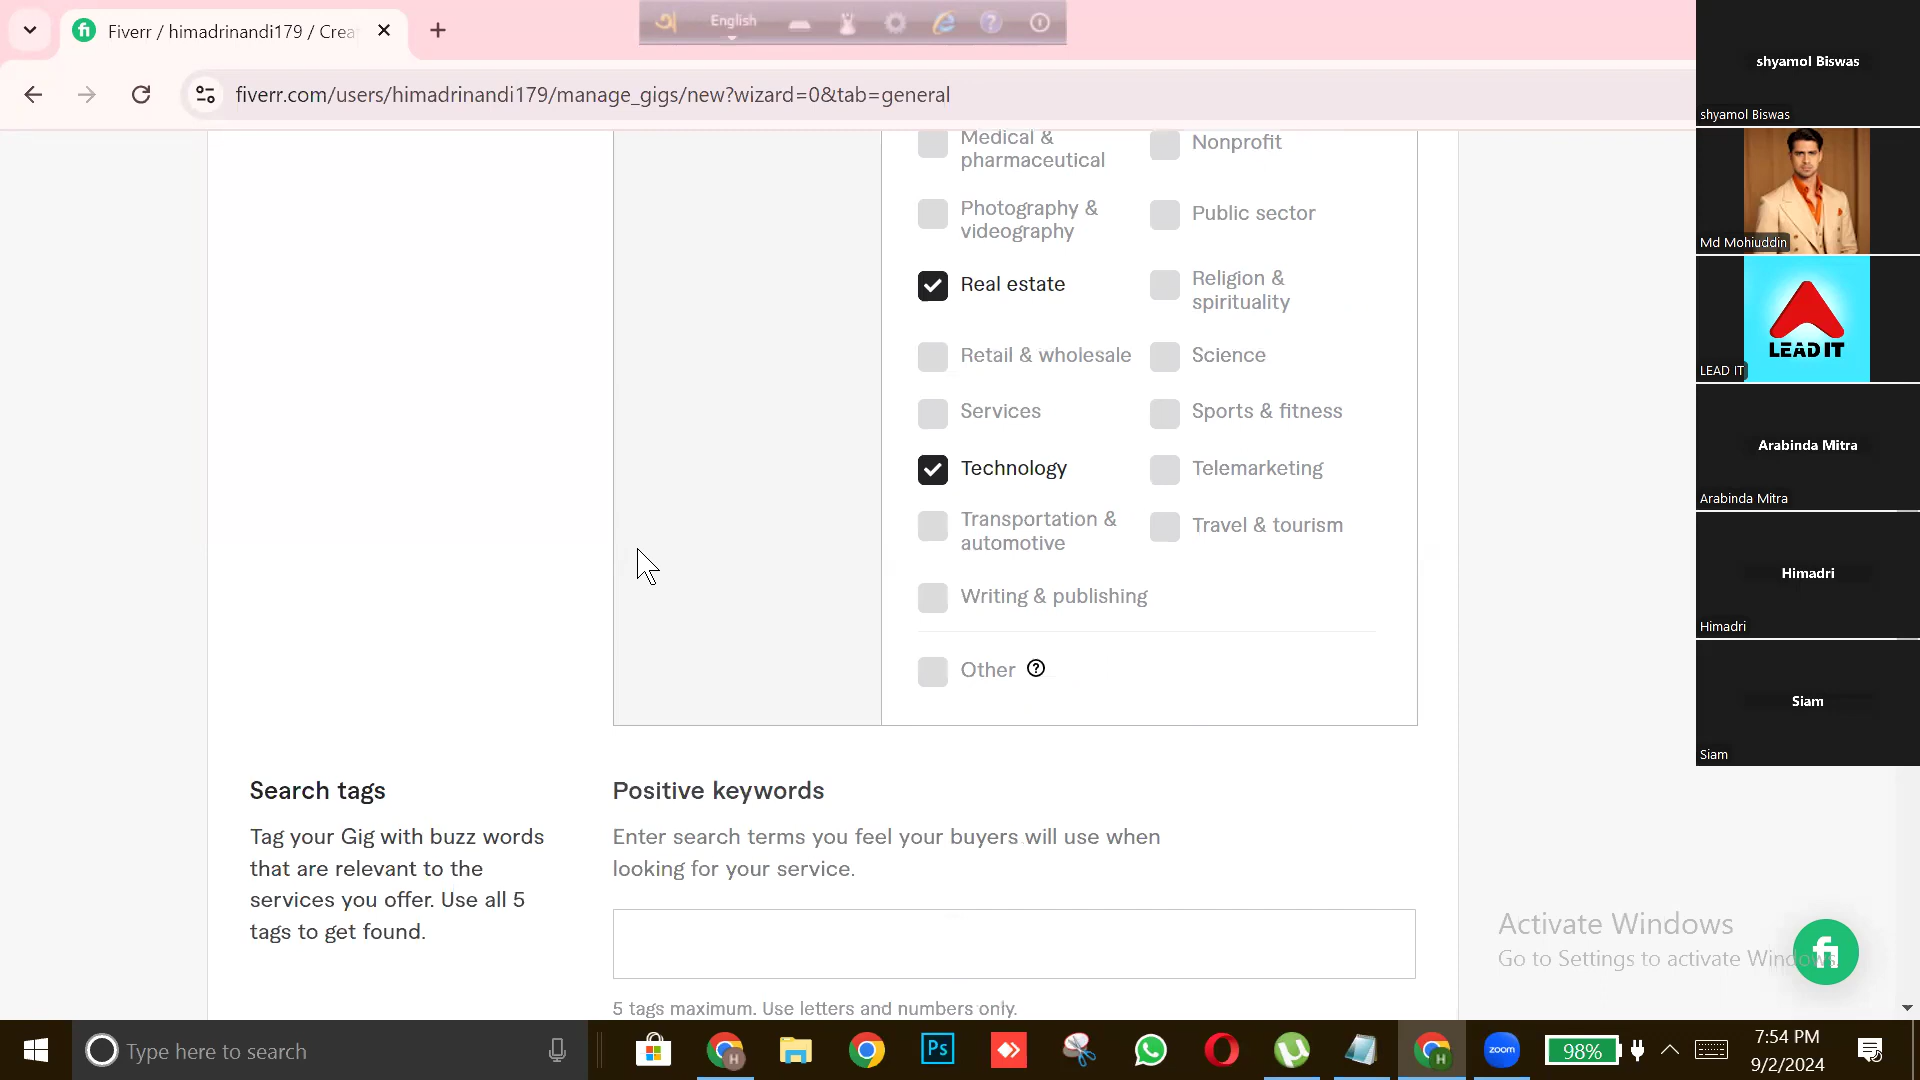 Fiverr / himadrinandi179 / Crea
English
fiverr.com/users/himadrinandi179/manage_gigs/new?wizard=0&tab=general
Medical &
pharmaceutical
Nonprofit
Photography &
videography
Public sector
Real estate
Religion &
spirituality
Retail & wholesale
Science
Services
Sports & fitness
Technology
Telemarketing
Transportation &
automotive
Travel & tourism
Writing & publishing
Other
Search tags
Tag your Gig with buzz words
that are relevant to the
services you offer. Use all 5
tags to get found.
Positive keywords
Enter search terms you feel your buyers will use when
looking for your service.
5 tags maximum. Use letters and numbers only.
Activate Windows
Go to Settings to activate Windows.
fi
shyamol Biswas
shyamol Biswas
Md Mohiuddin
LEAD IT
LEAD IT
Arabinda Mitra
Arabinda Mitra
Himadri
Himadri
Siam
Siam
Type here to search
H
Ps
H
zoom
98%
7:54 PM
9/2/2024